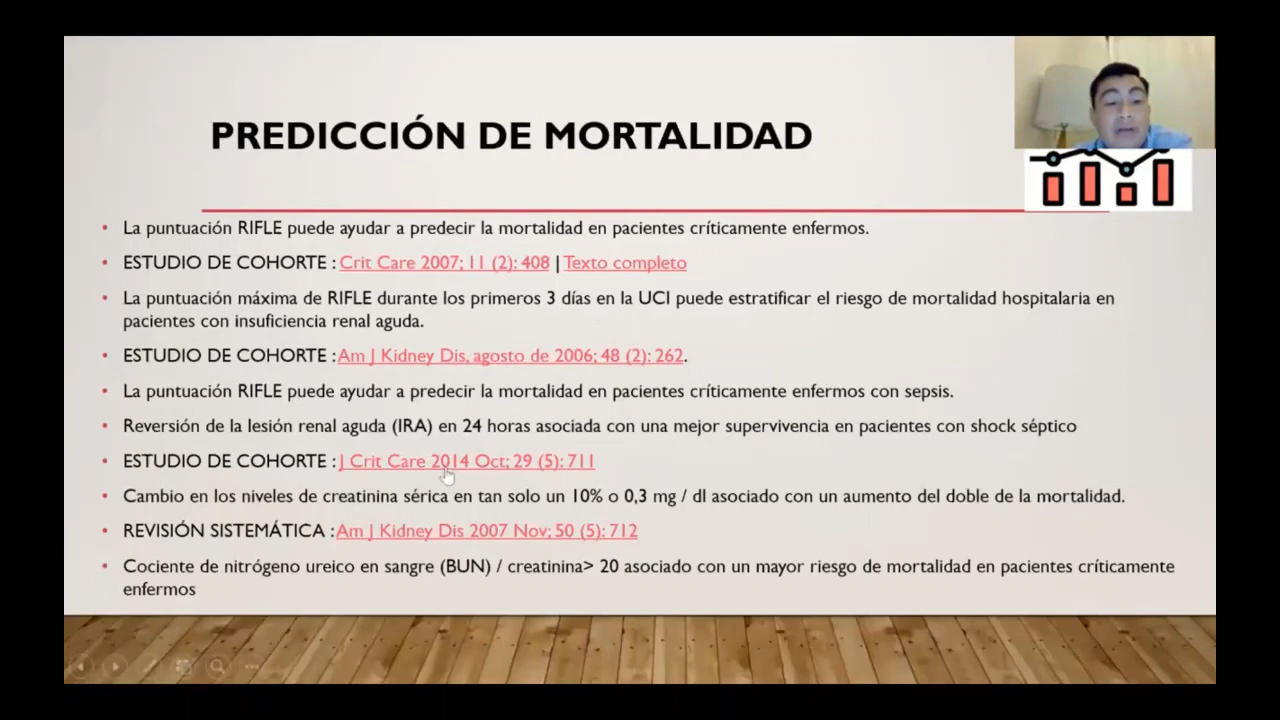 PREDICCIÓN DE MORTALIDAD
• La puntuación RIFLE puede ayudar a predecir la mortalidad en pacientes críticamente enfermos.
• ESTUDIO DE COHORTE : Crit Care 2007; 11 (2): 408 | Texto completo
• La puntuación máxima de RIFLE durante los primeros 3 días en la UCI puede estratificar el riesgo de mortalidad hospitalaria en
pacientes con insuficiencia renal aguda.
• ESTUDIO DE COHORTE : Am J Kidney Dis, agosto de 2006; 48 (2): 262.
• La puntuación RIFLE puede ayudar a predecir la mortalidad en pacientes críticamente enfermos con sepsis.
• Reversión de la lesión renal aguda (IRA) en 24 horas asociada con una mejor supervivencia en pacientes con shock séptico
• ESTUDIO DE COHORTE : J Crit Care 2014 Oct; 29 (5): 711
• Cambio en los niveles de creatinina sérica en tan solo un 10% o 0,3 mg / dl asociado con un aumento del doble de la mortalidad.
• REVISIÓN SISTEMÁTICA : Am J Kidney Dis 2007 Nov; 50 (5): 712
• Cociente de nitrógeno ureico en sangre (BUN) / creatinina> 20 asociado con un mayor riesgo de mortalidad en pacientes críticamente
enfermos